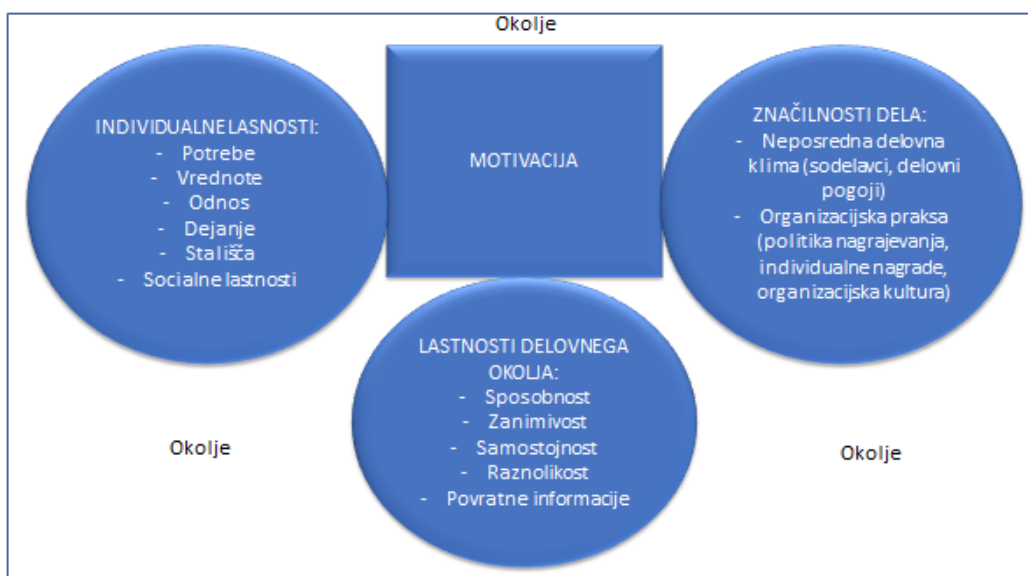 Okolje
INDIVIDUALNE LASNOSTI:
- Potrebe
- Vrednote
- Odnos
- Dejanje
- Stališča
- Socialne lastnosti
MOTIVACIJA
ZNAČILNOSTI DELA:
- Neposredna delovna
klima (sodelavci, delovni
pogoji)
- Organizacijska praksa
(politika nagrajevanja,
individualne nagrade,
organizacijska kultura)
LASTNOSTI DELOVNEGA
OKOLJA:
- Sposobnost
- Zanimivost
- Samostojnost
- Raznolikost
- Povratne informacije
Okolje
Okolje